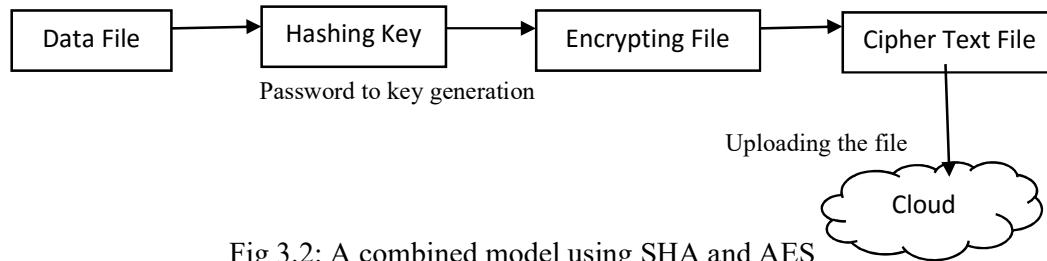 Data File
Hashing Key
Encrypting File
Cipher Text File
Password to key generation
Uploading the file
Cloud
Fig 3.2: A combined model using SHA and AES